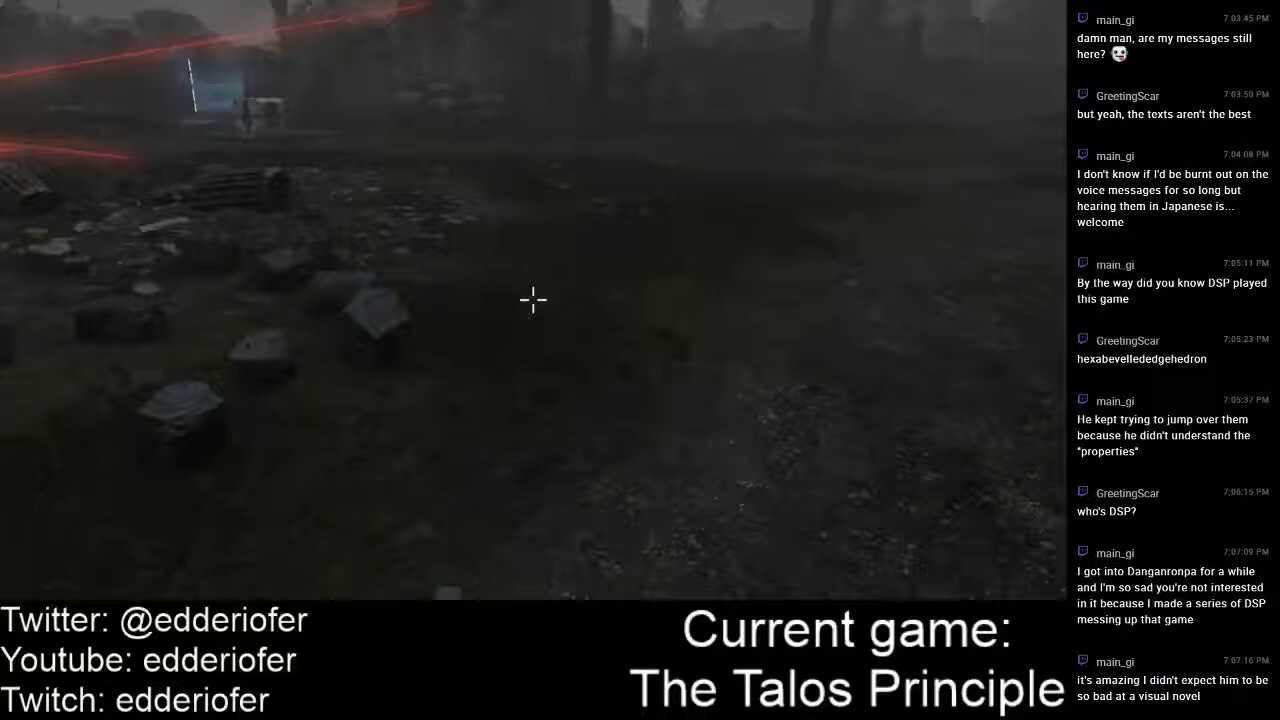 main_gi 7:03:45 PM
damn man, are my messages still
here?
GreetingScar 7:03:50 PM
but yeah, the texts aren't the best
main_gi 7:04:08 PM
I don't know if I'd be burnt out on the
voice messages for so long but
hearing them in Japanese is...
welcome
main_gi 7:05:11 PM
By the way did you know DSP played
this game
GreetingScar 7:05:23 PM
hexabevellededgehedron
main_gi 7:05:37 PM
He kept trying to jump over them
because he didn't understand the
"properties"
GreetingScar 7:06:15 PM
who's DSP?
main_gi 7:07:09 PM
I got into Danganronpa for a while
and I'm so sad you're not interested
in it because I made a series of DSP
messing up that game
main_gi 7:07:16 PM
it's amazing I didn't expect him to be
so bad at a visual novel
Twitter: @edderiofer
Youtube: edderiofer
Twitch: edderiofer
Current game:
The Talos Principle